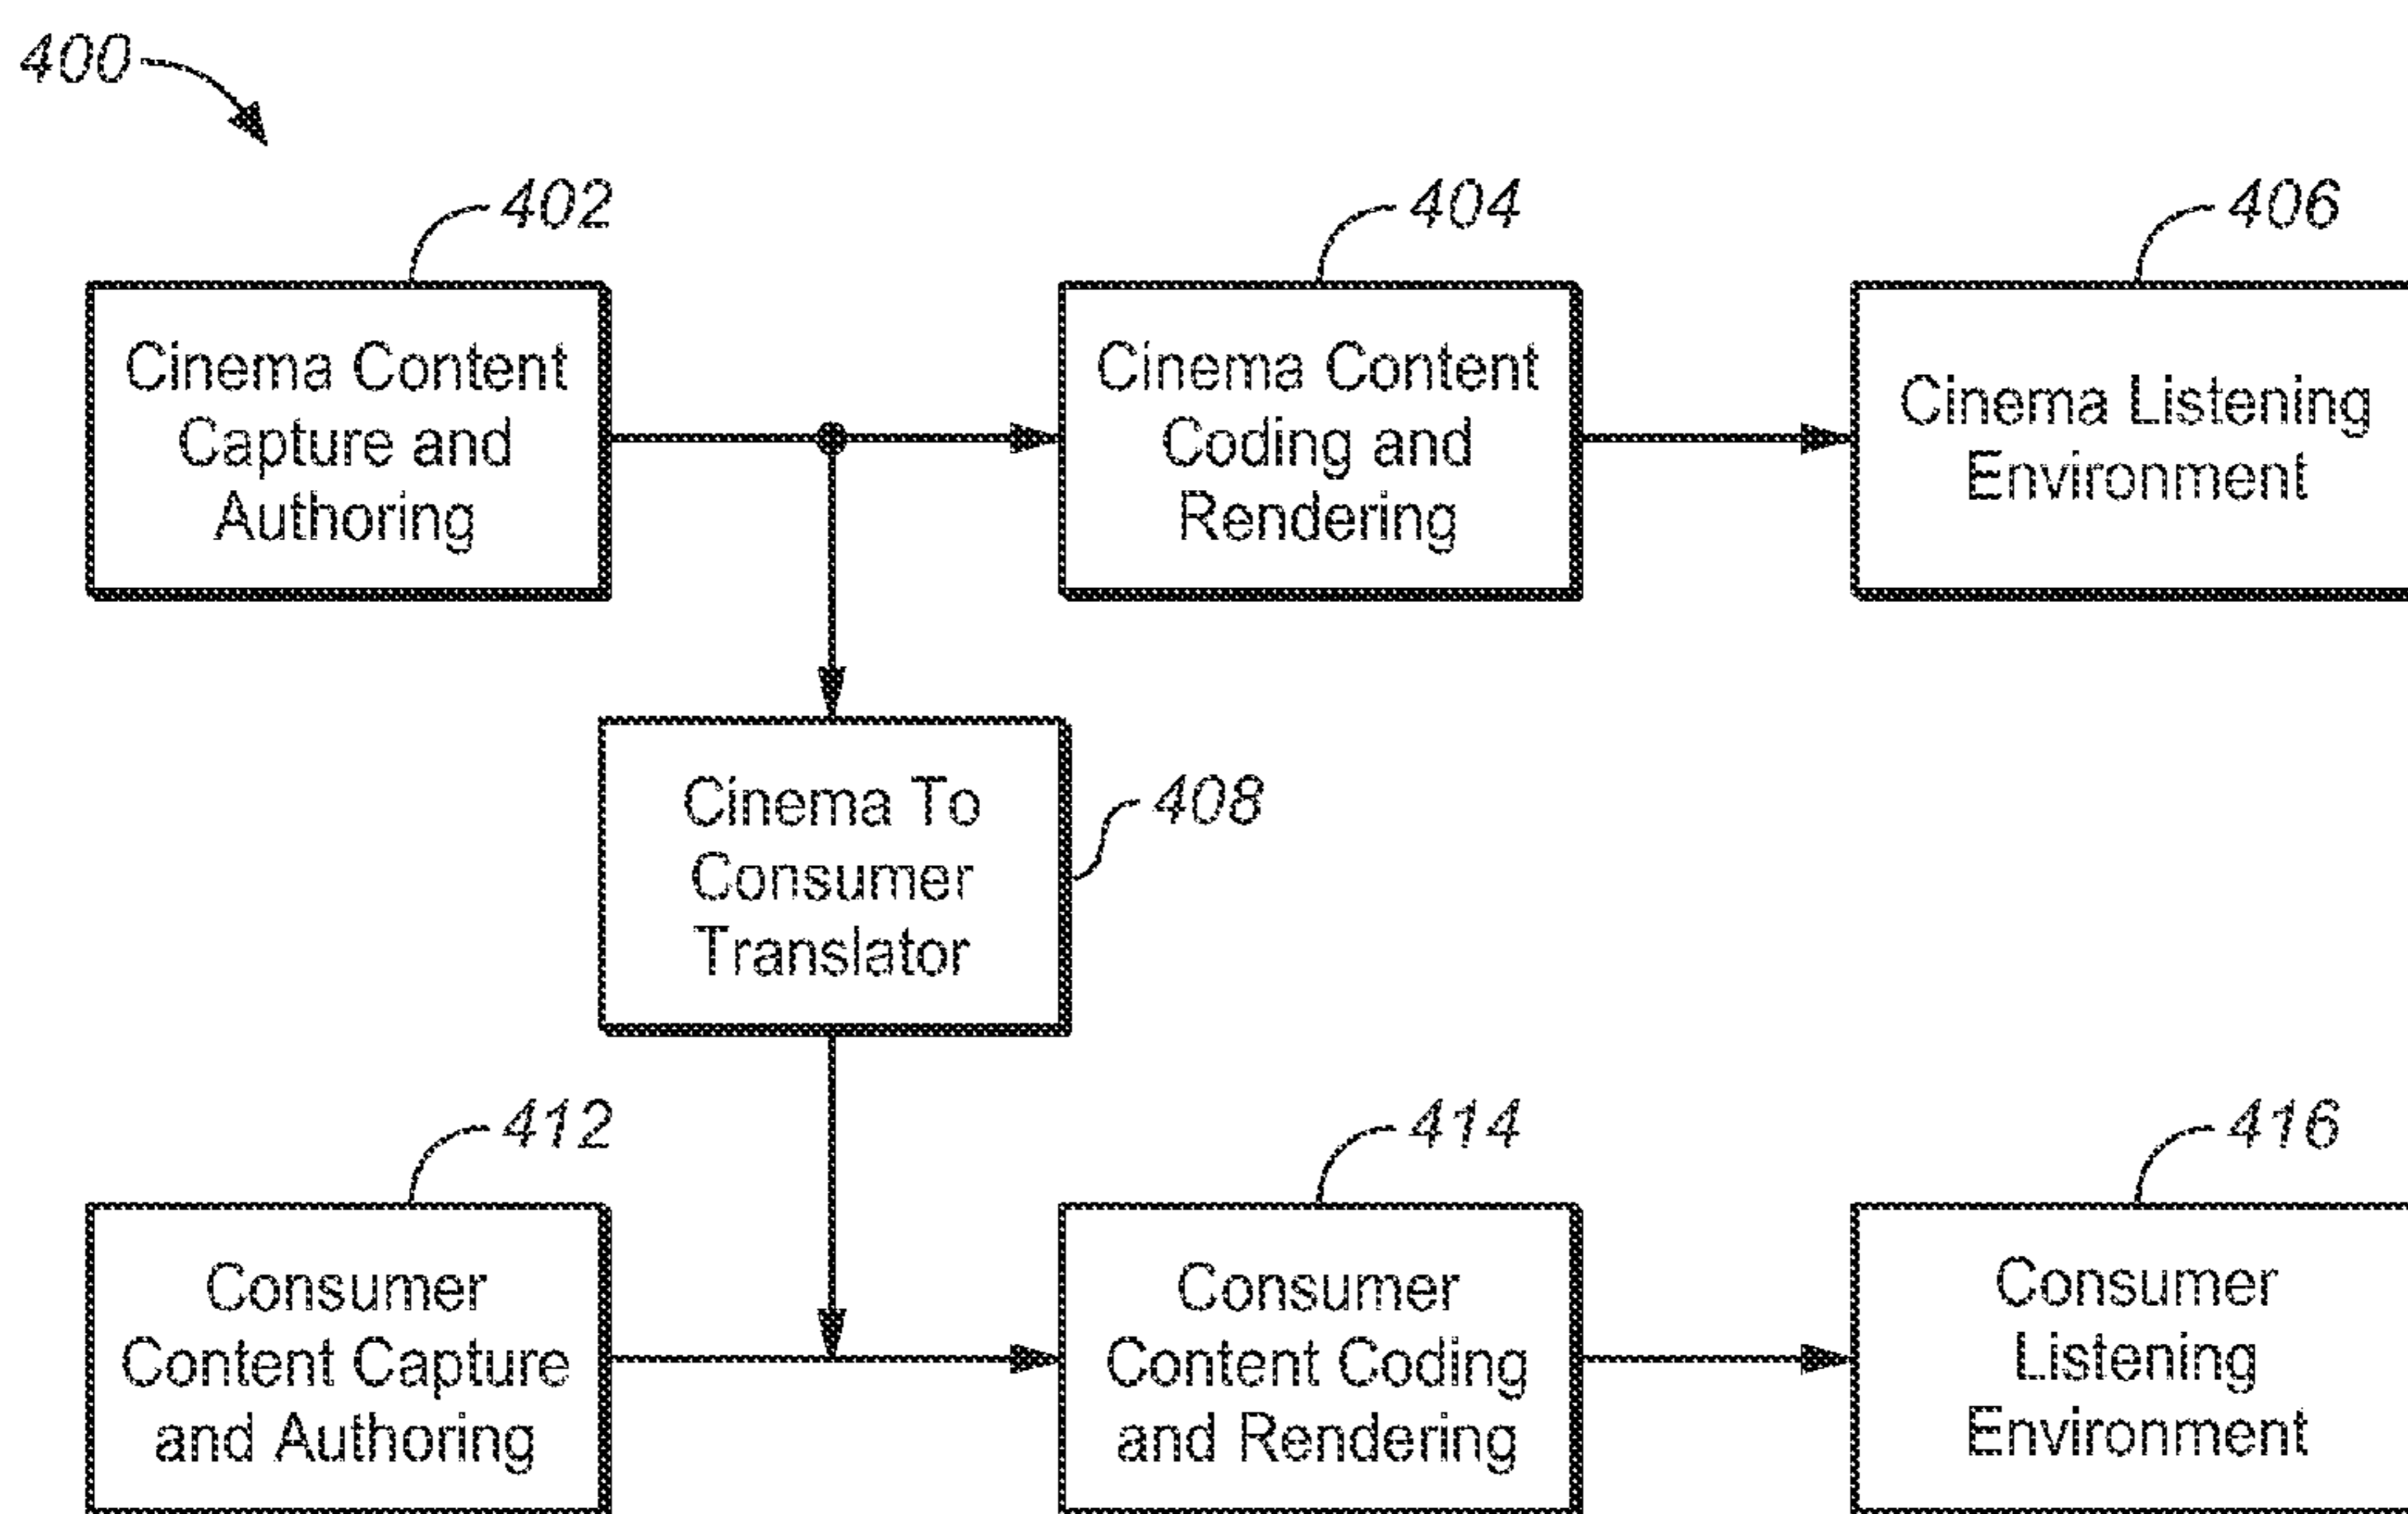 400
402
404
406
Cinema Content
Capture and
Authoring
Cinema Content
Coding and
Rendering
Cinema Listening
Environment
Cinema To
Consumer
Translator
408
412
414
416
Consumer
Content Capture
and Authoring
Consumer
Content Coding
and Rendering
Consumer
Listening
Environment